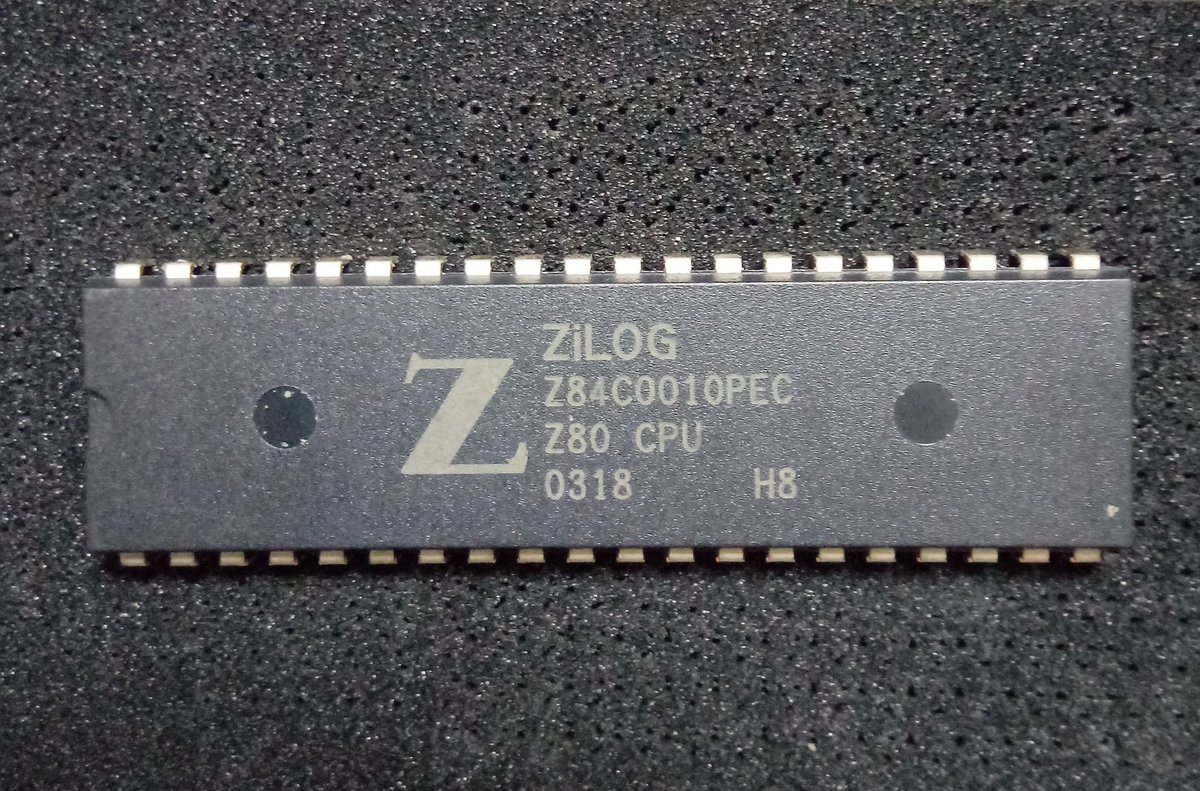 Z
ZiLOG
Z84C0010PEC
Z80 CPU
0318 H8